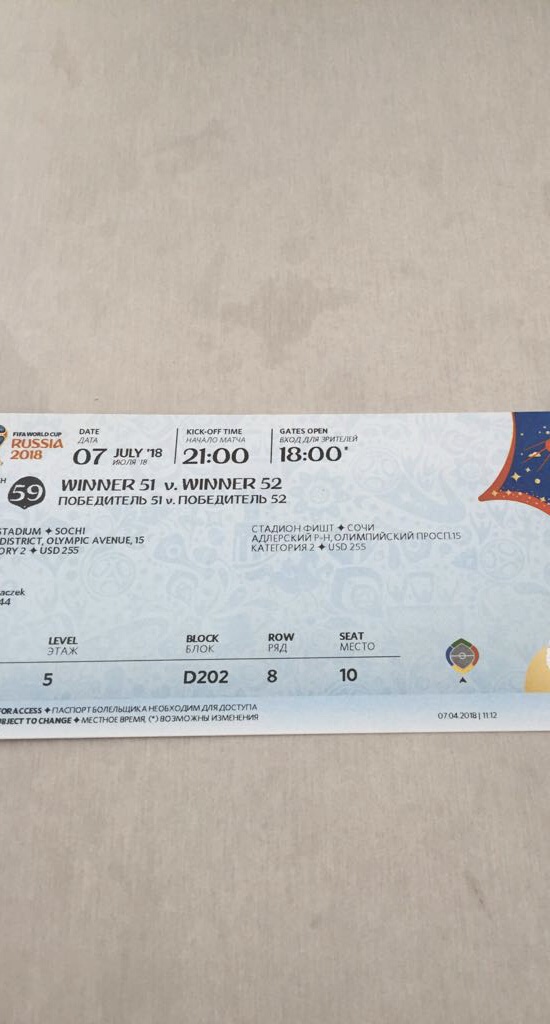 FIFA WORLD CUP
RUSSIA
2018
DATE
ДАТА
07 JULY '18
ИЮЛЯ '18
KICK-OFF TIME
НАЧАЛО МАТЧА
21:00
GATES OPEN
ВХОД ДЛЯ ЗРИТЕЛЕЙ
18:00*
59
WINNER 51 v. WINNER 52
ПОБЕДИТЕЛЬ 51 v. ПОБЕДИТЕЛЬ 52
STADIUM ✦ SOCHI
DISTRICT, OLYMPIC AVENUE, 15
ORY 2 ✦ USD 255
СТАДИОН ФИШТ ✦ СОЧИ
АДЛЕРСКИЙ Р-Н, ОЛИМПИЙСКИЙ ПРОСП.15
КАТЕГОРИЯ 2 ✦ USD 255
aczek
44
LEVEL
ЭТАЖ
5
BLOCK
БЛОК
D202
ROW
РЯД
8
SEAT
МЕСТО
10
FOR ACCESS ✦ ПАСПОРТ БОЛЕЛЬЩИКА НЕОБХОДИМ ДЛЯ ДОСТУПА
BJECT TO CHANGE ✦ МЕСТНОЕ ВРЕМЯ, (*) ВОЗМОЖНЫ ИЗМЕНЕНИЯ
07.04.2018 | 11:12